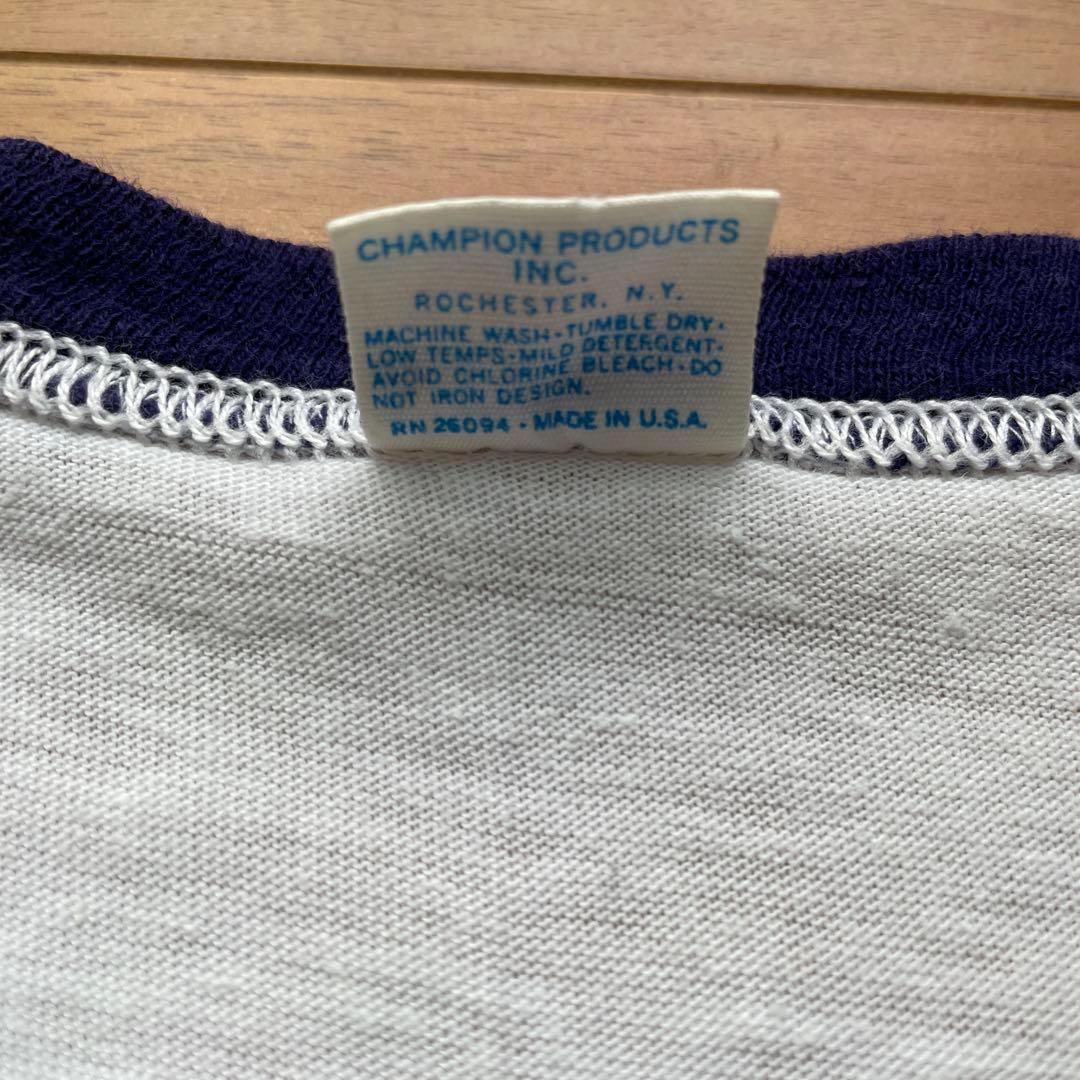 CHAMPION PRODUCTS
INC.
ROCHESTER, N.Y.
MACHINE WASH·TUMBLE DRY·
LOW TEMPS·MILD DETERGENT·
AVOID CHLORINE BLEACH·DO
NOT IRON DESIGN.
RN 26094 · MADE IN U.S.A.